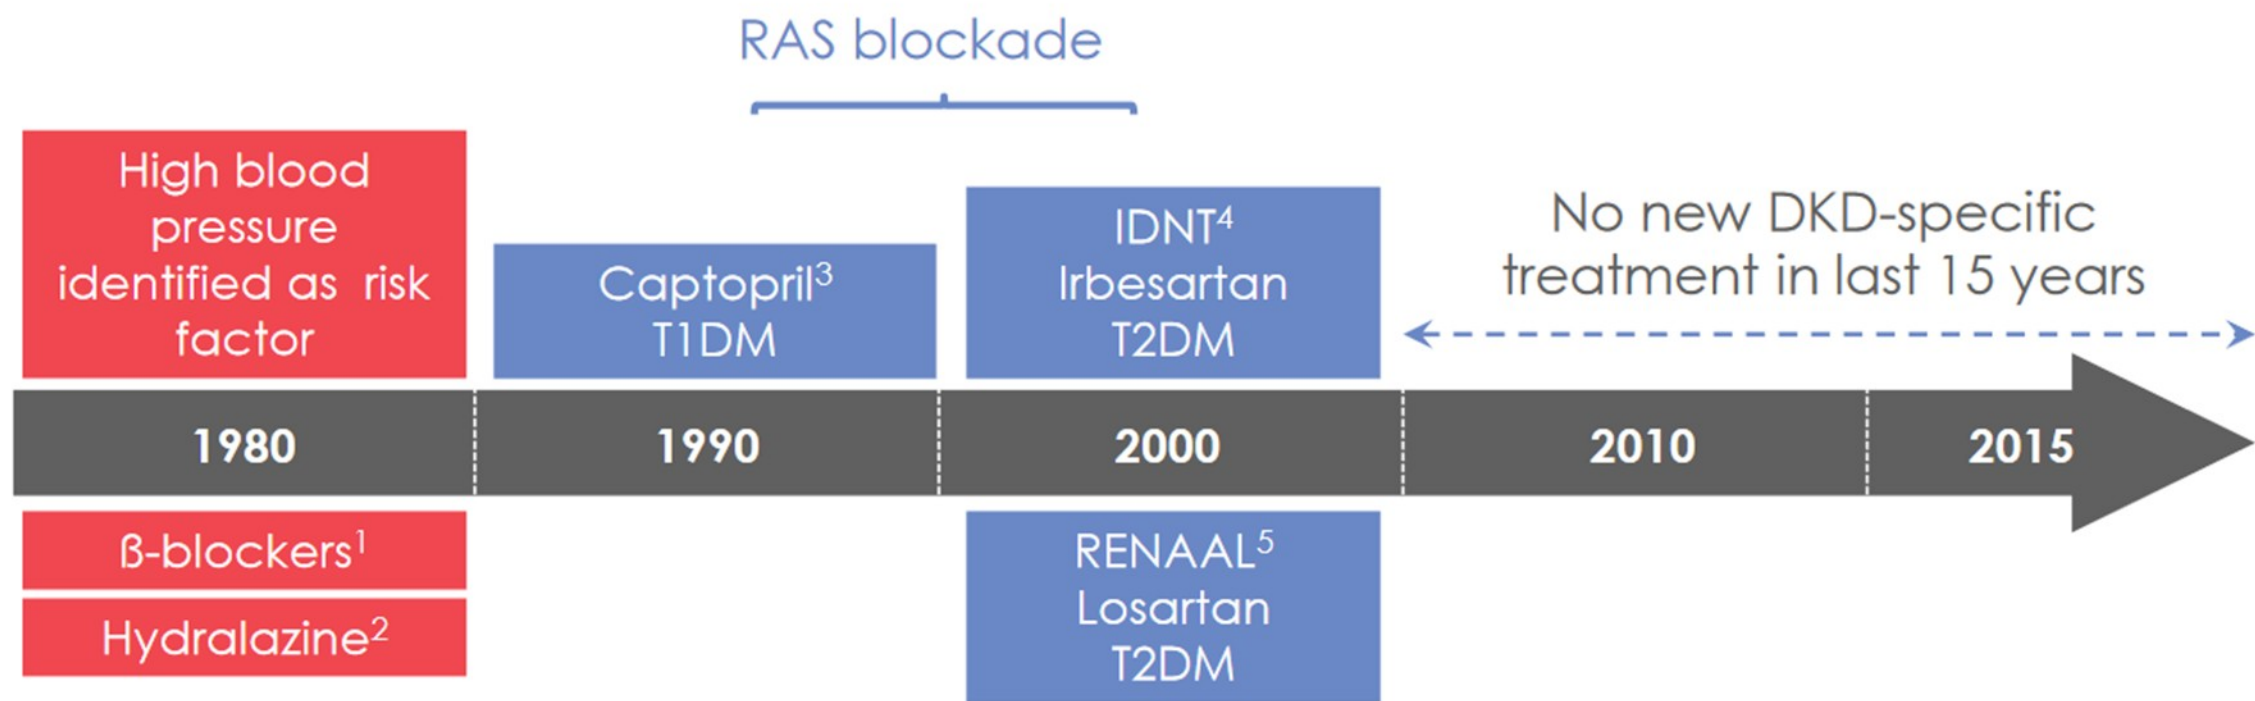 RAS blockade
High blood
pressure
identified as risk
factor
Captopril³
T1DM
IDNT⁴
Irbesartan
T2DM
No new DKD-specific
treatment in last 15 years
1980
1990
2000
2010
2015
ß-blockers¹
Hydralazine²
RENAAL⁵
Losartan
T2DM